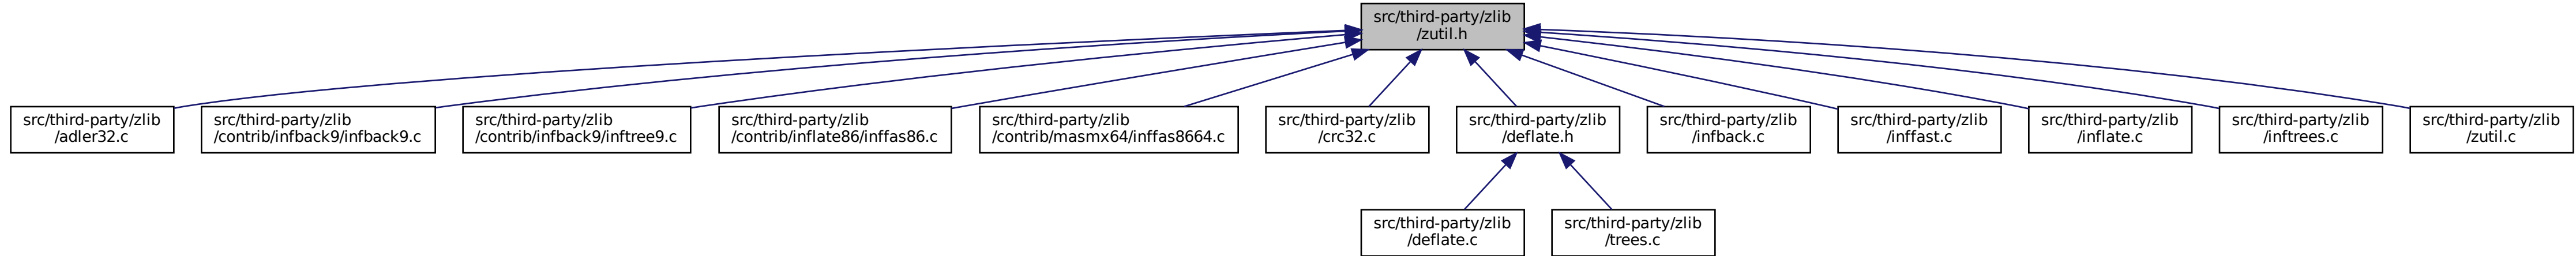 src/third-party/zlib
/zutil.h
src/third-party/zlib
/adler32.c
src/third-party/zlib
/contrib/infback9/infback9.c
src/third-party/zlib
/contrib/infback9/inftree9.c
src/third-party/zlib
/contrib/inflate86/inffas86.c
src/third-party/zlib
/contrib/masmx64/inffas8664.c
src/third-party/zlib
/crc32.c
src/third-party/zlib
/deflate.h
src/third-party/zlib
/infback.c
src/third-party/zlib
/inffast.c
src/third-party/zlib
/inflate.c
src/third-party/zlib
/inftrees.c
src/third-party/zlib
/zutil.c
src/third-party/zlib
/deflate.c
src/third-party/zlib
/trees.c